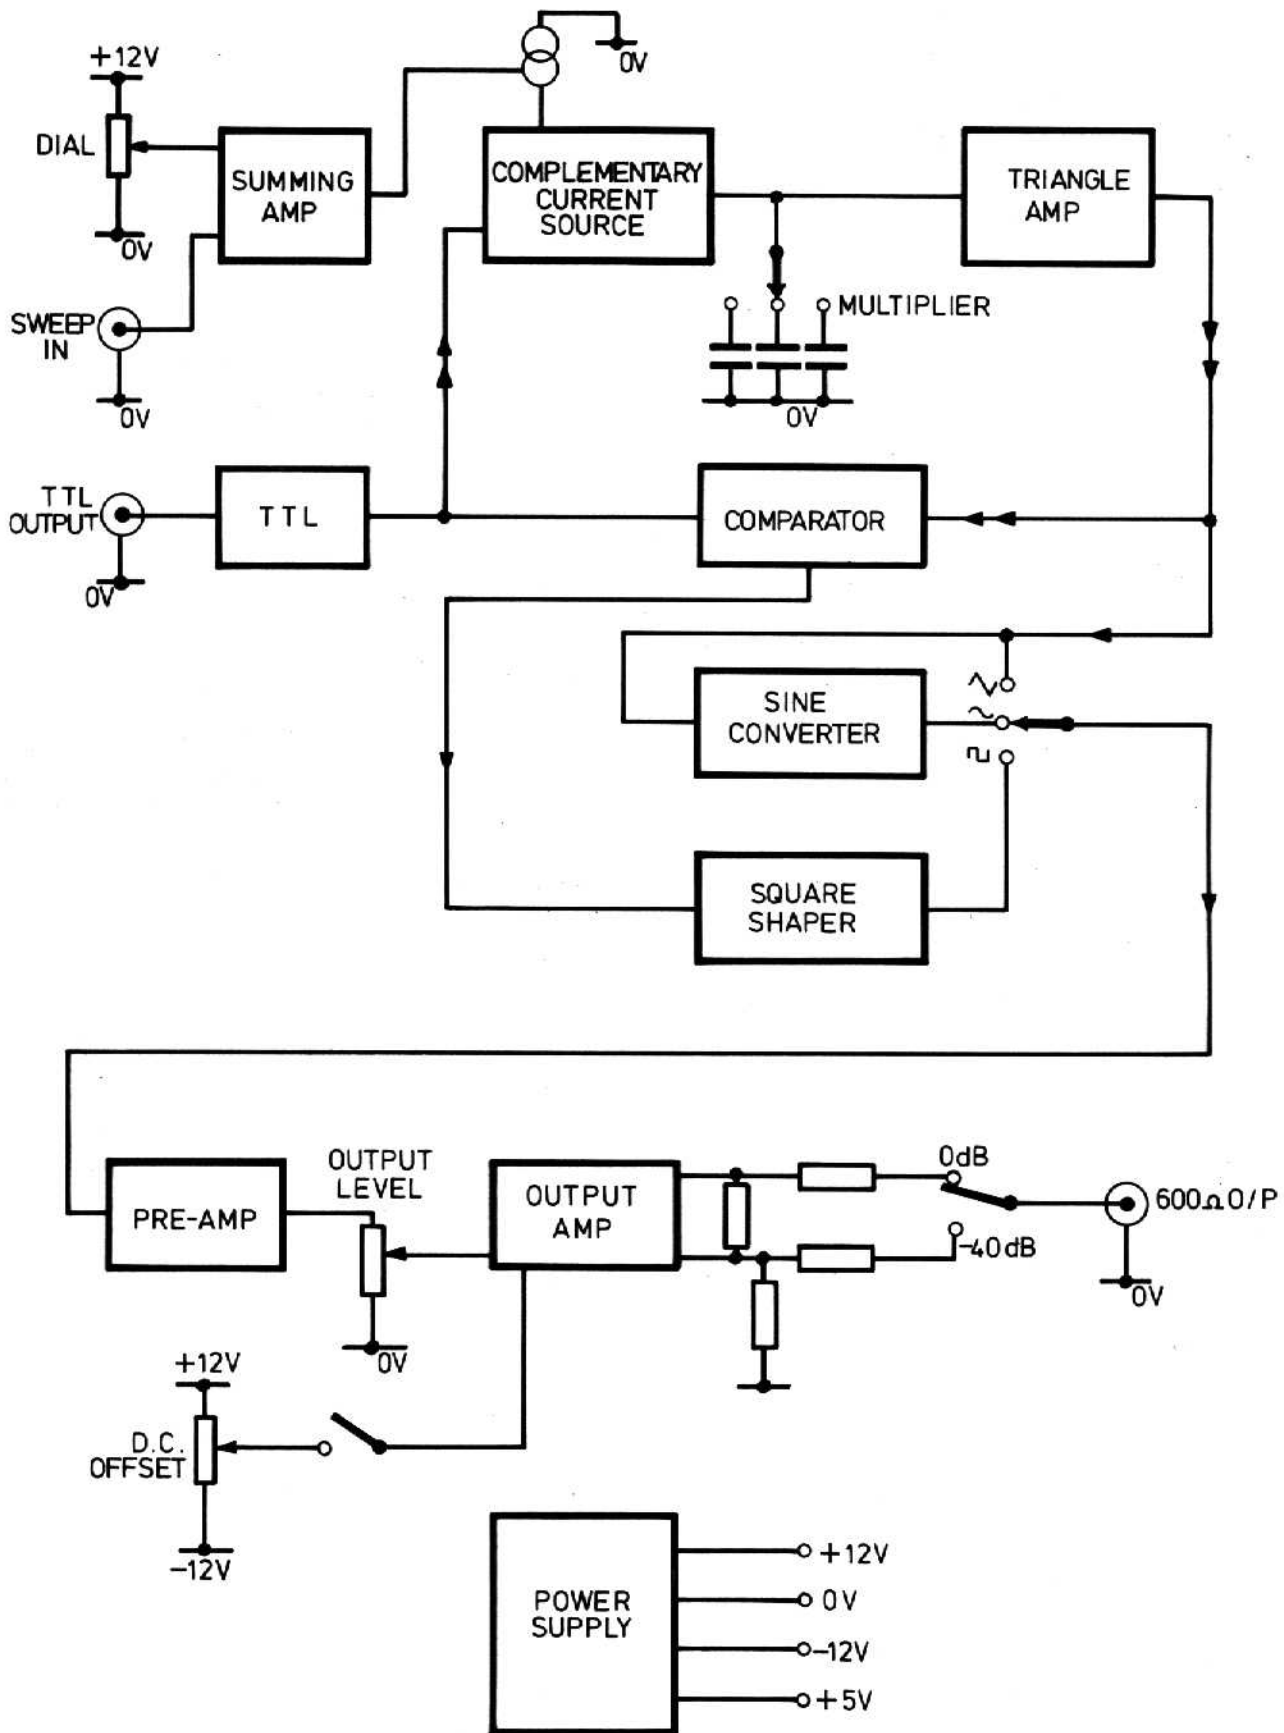 0V
+12V
DIAL
0V
SUMMING
AMP
COMPLEMENTARY
CURRENT
SOURCE
TRIANGLE
AMP
SWEEP
IN
0V
MULTIPLIER
0V
TTL
OUTPUT
0V
TTL
COMPARATOR
SINE
CONVERTER
SQUARE
SHAPER
PRE-AMP
OUTPUT
LEVEL
0V
OUTPUT
AMP
0dB
-40dB
600Ω O/P
0V
+12V
D.C.
OFFSET
-12V
POWER
SUPPLY
+12V
0V
-12V
+5V